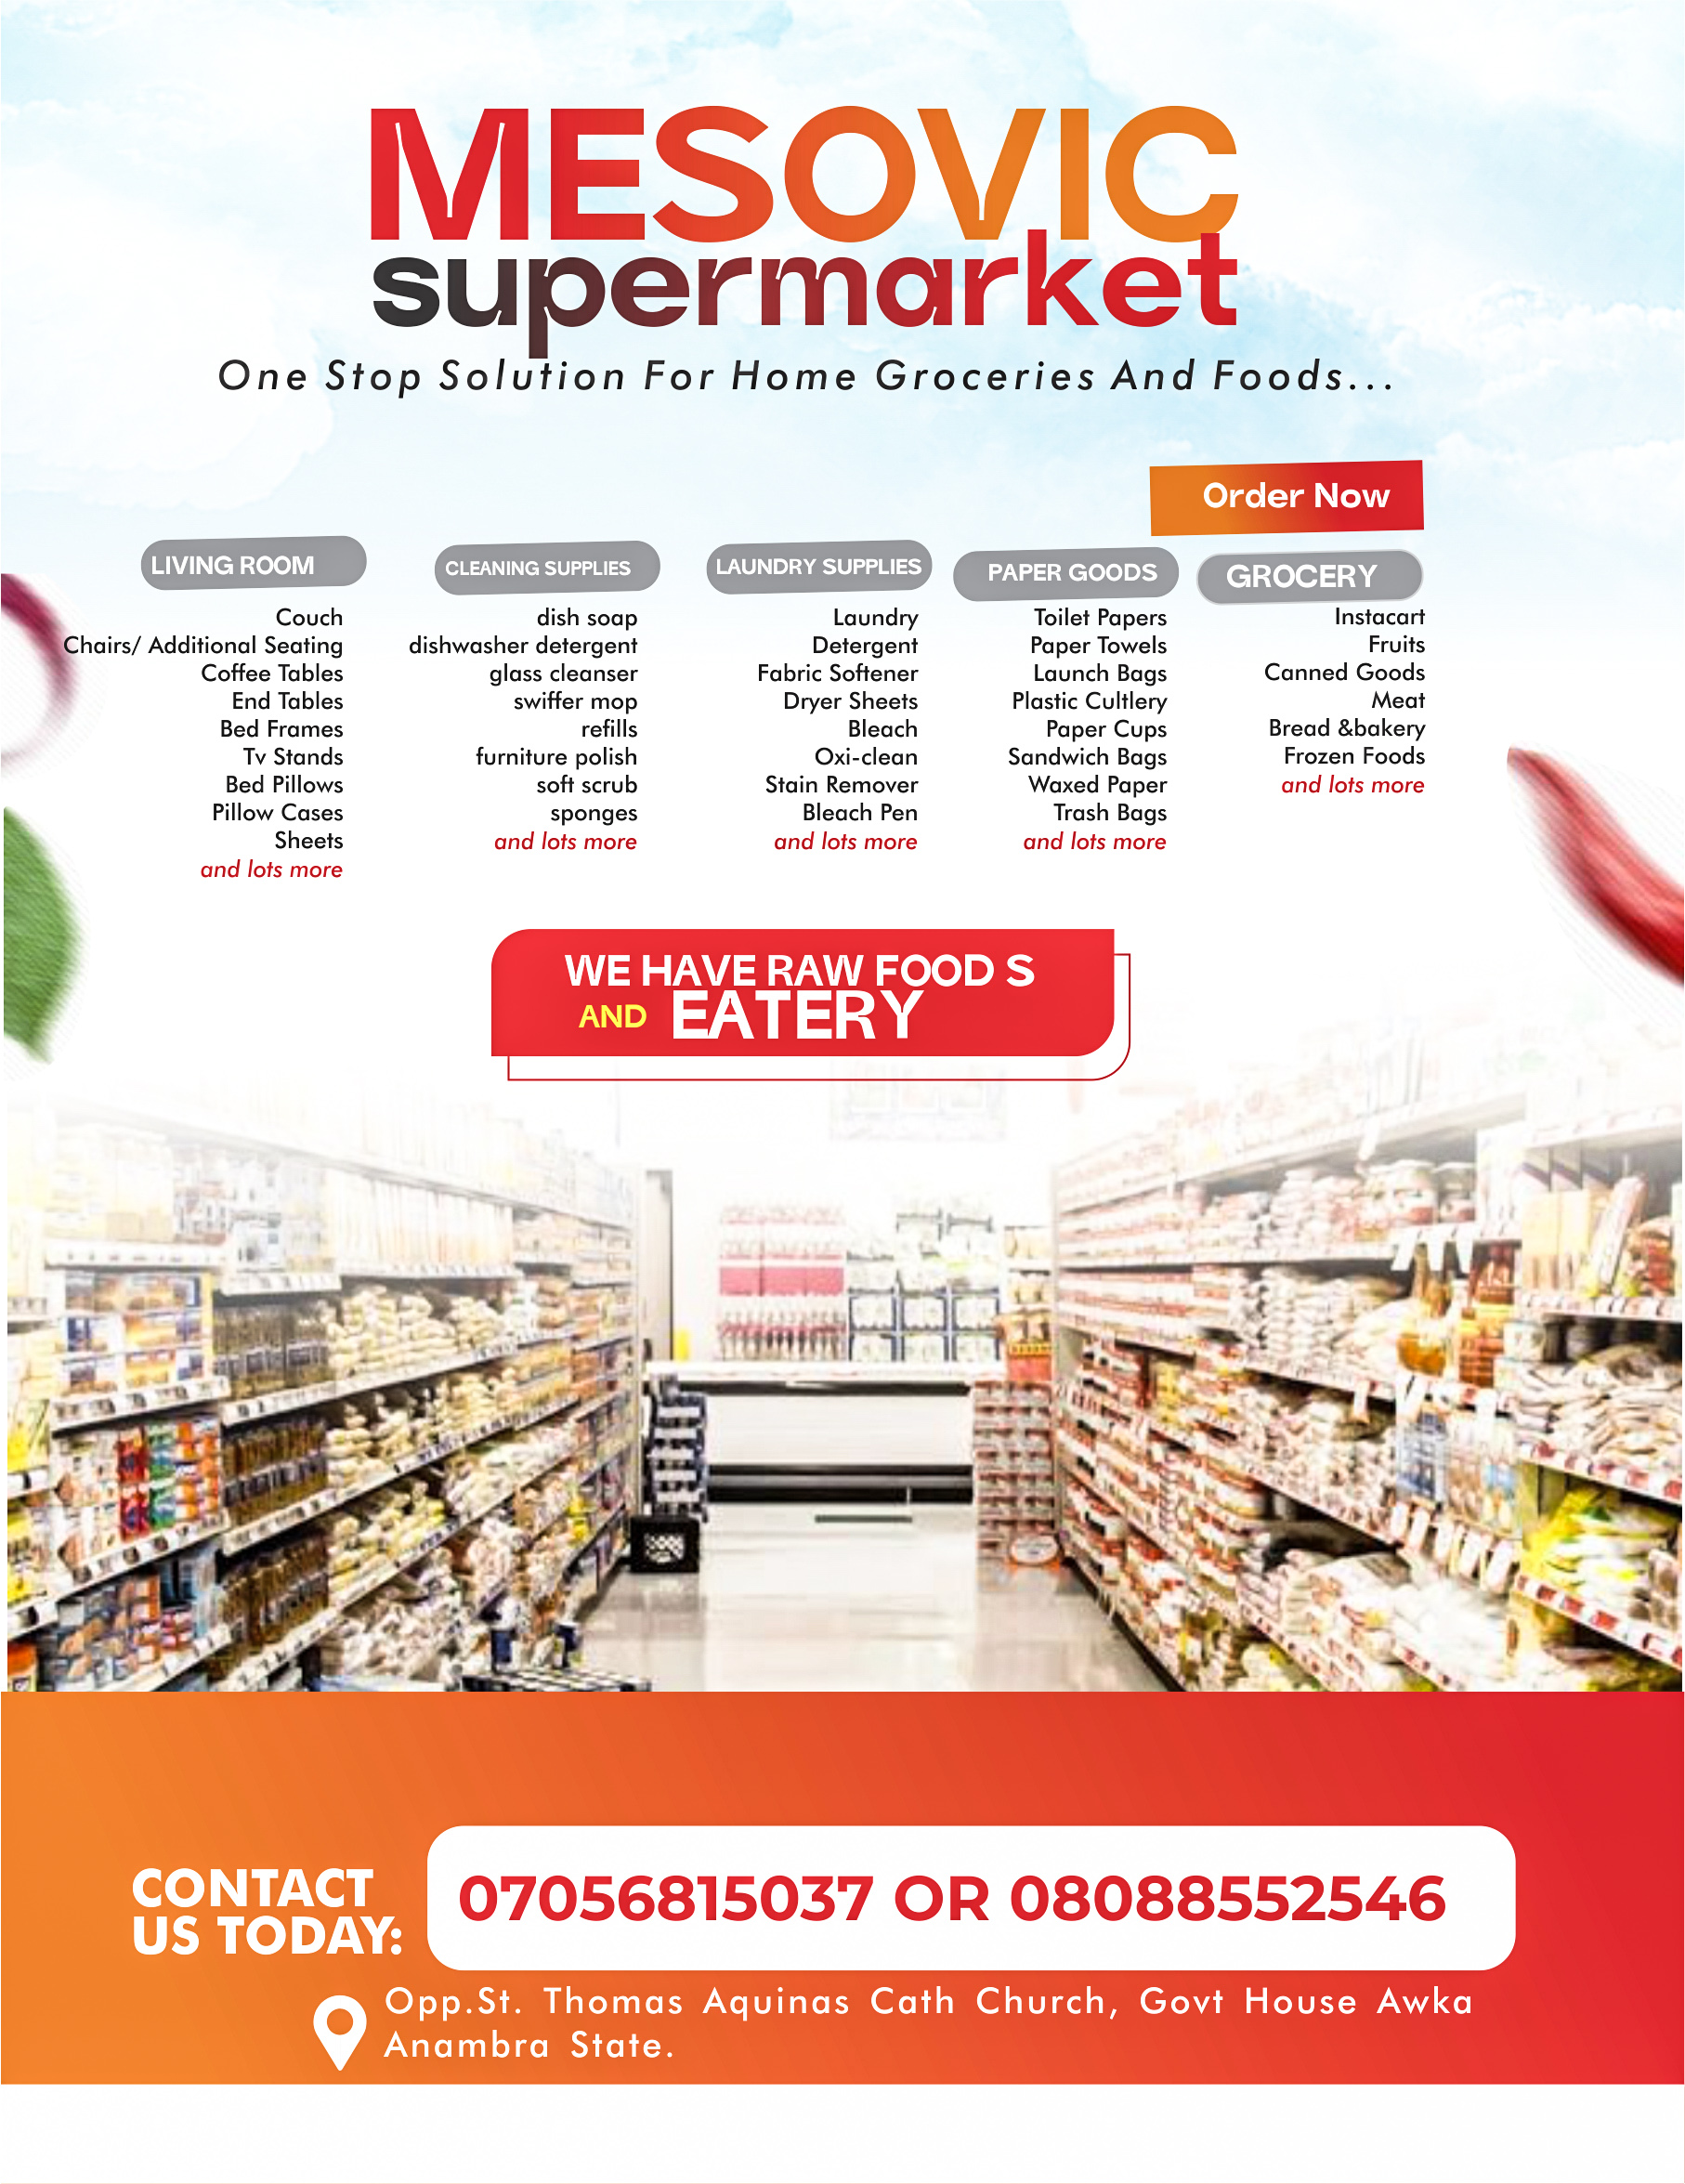 MESOVIC
supermarket
One Stop Solution For Home Groceries And Foods...
Order Now
LIVING ROOM
Couch
Chairs/ Additional Seating
Coffee Tables
End Tables
Bed Frames
Tv Stands
Bed Pillows
Pillow Cases
Sheets
and lots more
CLEANING SUPPLIES
dish soap
dishwasher detergent
glass cleanser
swiffer mop
refills
furniture polish
soft scrub
sponges
and lots more
LAUNDRY SUPPLIES
Laundry
Detergent
Fabric Softener
Dryer Sheets
Bleach
Oxi-clean
Stain Remover
Bleach Pen
and lots more
PAPER GOODS
Toilet Papers
Paper Towels
Launch Bags
Plastic Cultlery
Paper Cups
Sandwich Bags
Waxed Paper
Trash Bags
and lots more
GROCERY
Instacart
Fruits
Canned Goods
Meat
Bread &bakery
Frozen Foods
and lots more
WE HAVE RAW FOOD S
AND EATERY
CONTACT
US TODAY:
07056815037 OR 08088552546
Opp.St. Thomas Aquinas Cath Church, Govt House Awka
Anambra State.